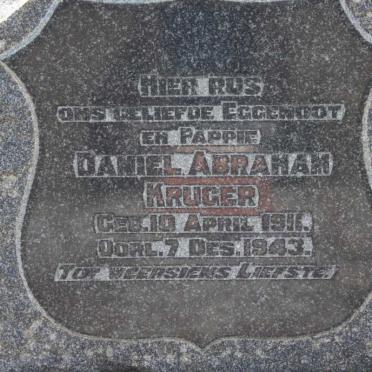 HIER RUS
ONS GELIEFDE EGGENOOT
EN PAPPIE
DANIEL ABRAHAM
KRUGER
GEB. 10 APRIL 1911.
OORL. 7 DES. 1943.
TOT WEERSIENS LIEFSTE.